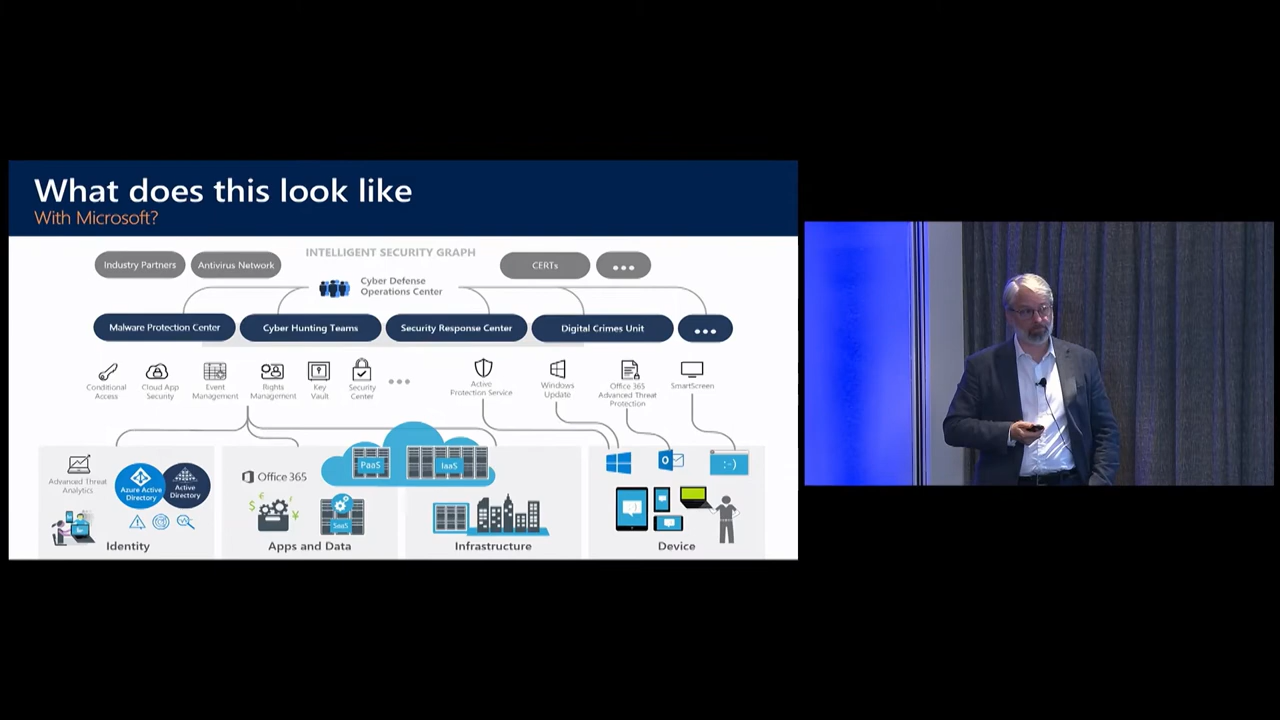 What does this look like
With Microsoft?
INTELLIGENT SECURITY GRAPH
Industry Partners
Antivirus Network
CERTs
Cyber Defense
Operations Center
Malware Protection Center
Cyber Hunting Teams
Security Response Center
Digital Crimes Unit
Conditional
Access
Cloud App
Security
Event
Management
Rights
Management
Key
Vault
Security
Center
Active
Protection Service
Windows
Update
Office 365
Advanced Threat
Protection
SmartScreen
Advanced Threat
Analytics
Azure Active
Directory
Active
Directory
Office 365
PaaS
IaaS
SaaS
:-)
Identity
Apps and Data
Infrastructure
Device